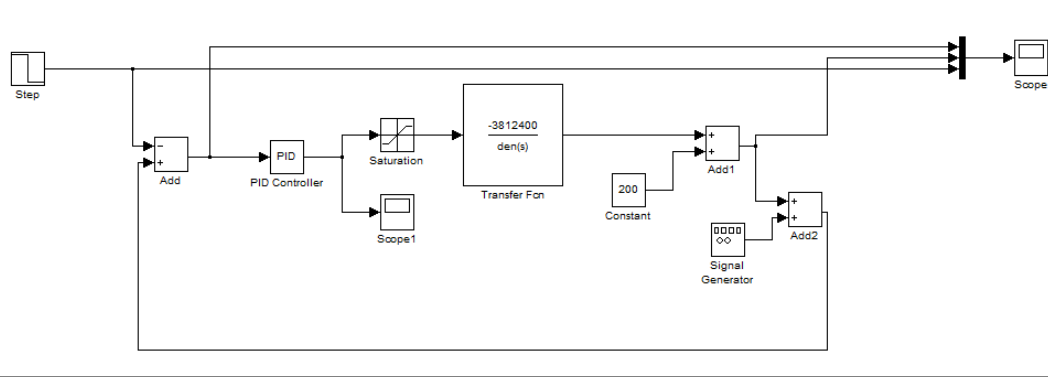 Step
Scope
-
+
Add
PID
PID Controller
Saturation
Scope1
-3812400
den(s)
Transfer Fcn
+
+
Add1
200
Constant
+
+
Add2
Signal
Generator